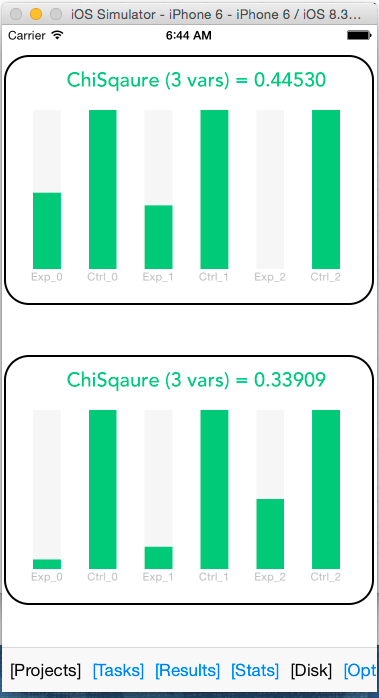 iOS Simulator - iPhone 6 - iPhone 6 / iOS 8.3...
Carrier 6:44 AM
ChiSqaure (3 vars) = 0.44530
Exp_0 Ctrl_0 Exp_1 Ctrl_1 Exp_2 Ctrl_2
ChiSqaure (3 vars) = 0.33909
Exp_0 Ctrl_0 Exp_1 Ctrl_1 Exp_2 Ctrl_2
[Projects] [Tasks] [Results] [Stats] [Disk] [Opt